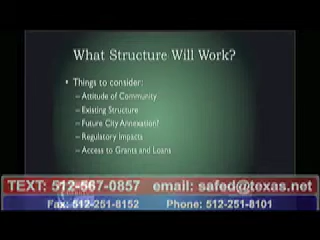 What Structure Will Work?
• Things to consider:
– Attitude of Community
– Existing Structure
– Future City Annexation?
– Regulatory Impacts
– Access to Grants and Loans
TEXT: 512-567-0857 email: safed@texas.net
Fax: 512-251-8152 Phone: 512-251-8101